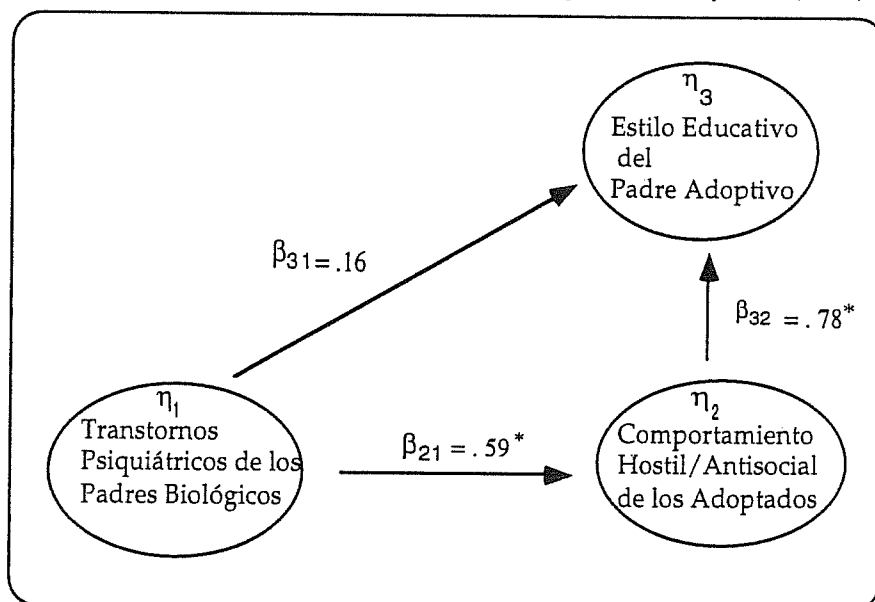 η3
Estilo Educativo
del
Padre Adoptivo
β31 = .16
β32 = .78*
η1
Transtornos
Psiquiátricos de los
Padres Biológicos
β21 = .59*
η2
Comportamiento
Hostil/Antisocial
de los Adoptados